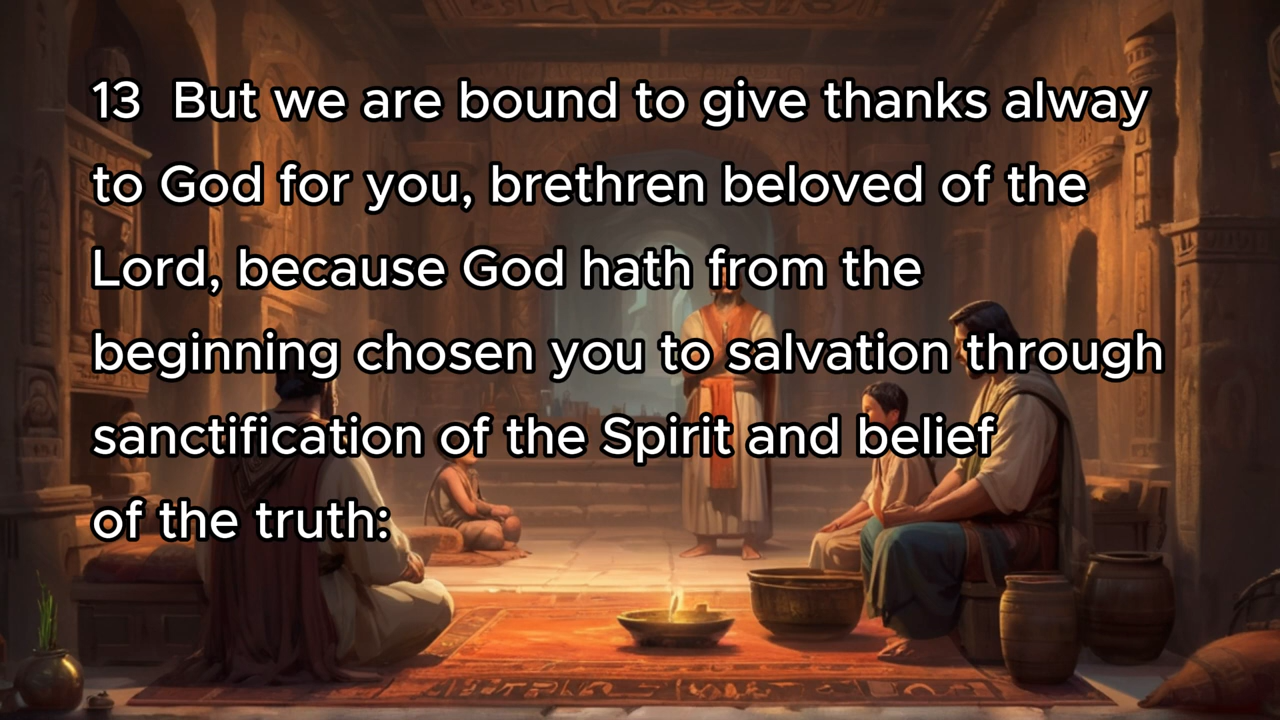 13  But we are bound to give thanks alway
to God for you, brethren beloved of the
Lord, because God hath from the
beginning chosen you to salvation through
sanctification of the Spirit and belief
of the truth: